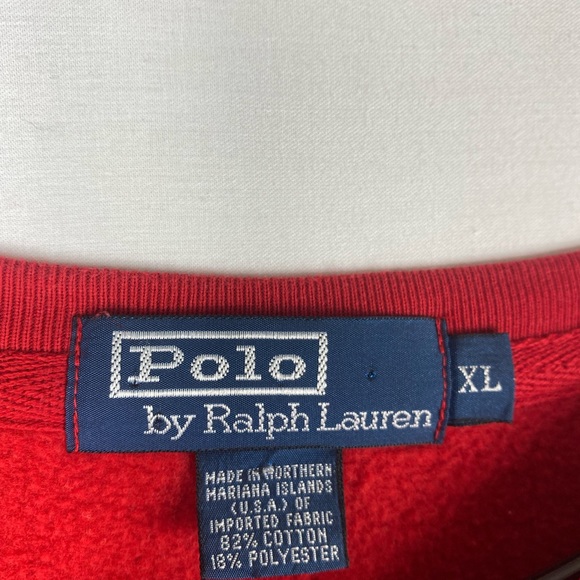 Polo
by Ralph Lauren
XL
MADE IN NORTHERN
MARIANA ISLANDS
(U.S.A.) OF
IMPORTED FABRIC
82% COTTON
18% POLYESTER